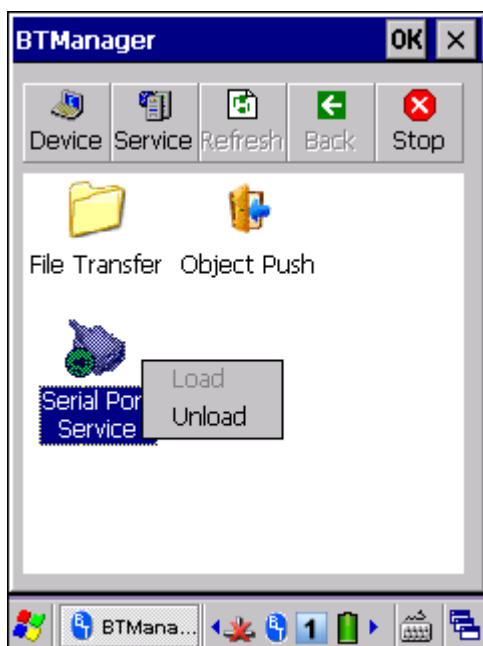 BTManager OK ×
Device Service Refresh Back Stop
File Transfer Object Push
Serial Por
Service
Load
Unload
BTMana... 1